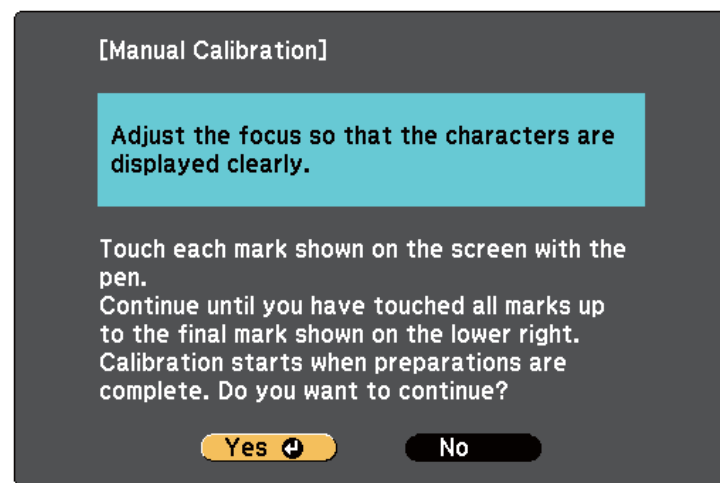 [Manual Calibration]
Adjust the focus so that the characters are
displayed clearly.
Touch each mark shown on the screen with the
pen.
Continue until you have touched all marks up
to the final mark shown on the lower right.
Calibration starts when preparations are
complete. Do you want to continue?
Yes
No